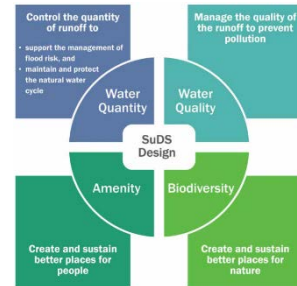 Control the quantity
of runoff to
• support the management of
flood risk, and
• maintain and protect
the natural water
cycle
Manage the quality of
the runoff to prevent
pollution
Water
Quantity
Water
Quality
SuDS
Design
Amenity
Biodiversity
Create and sustain
better places for
people
Create and sustain
better places for
nature